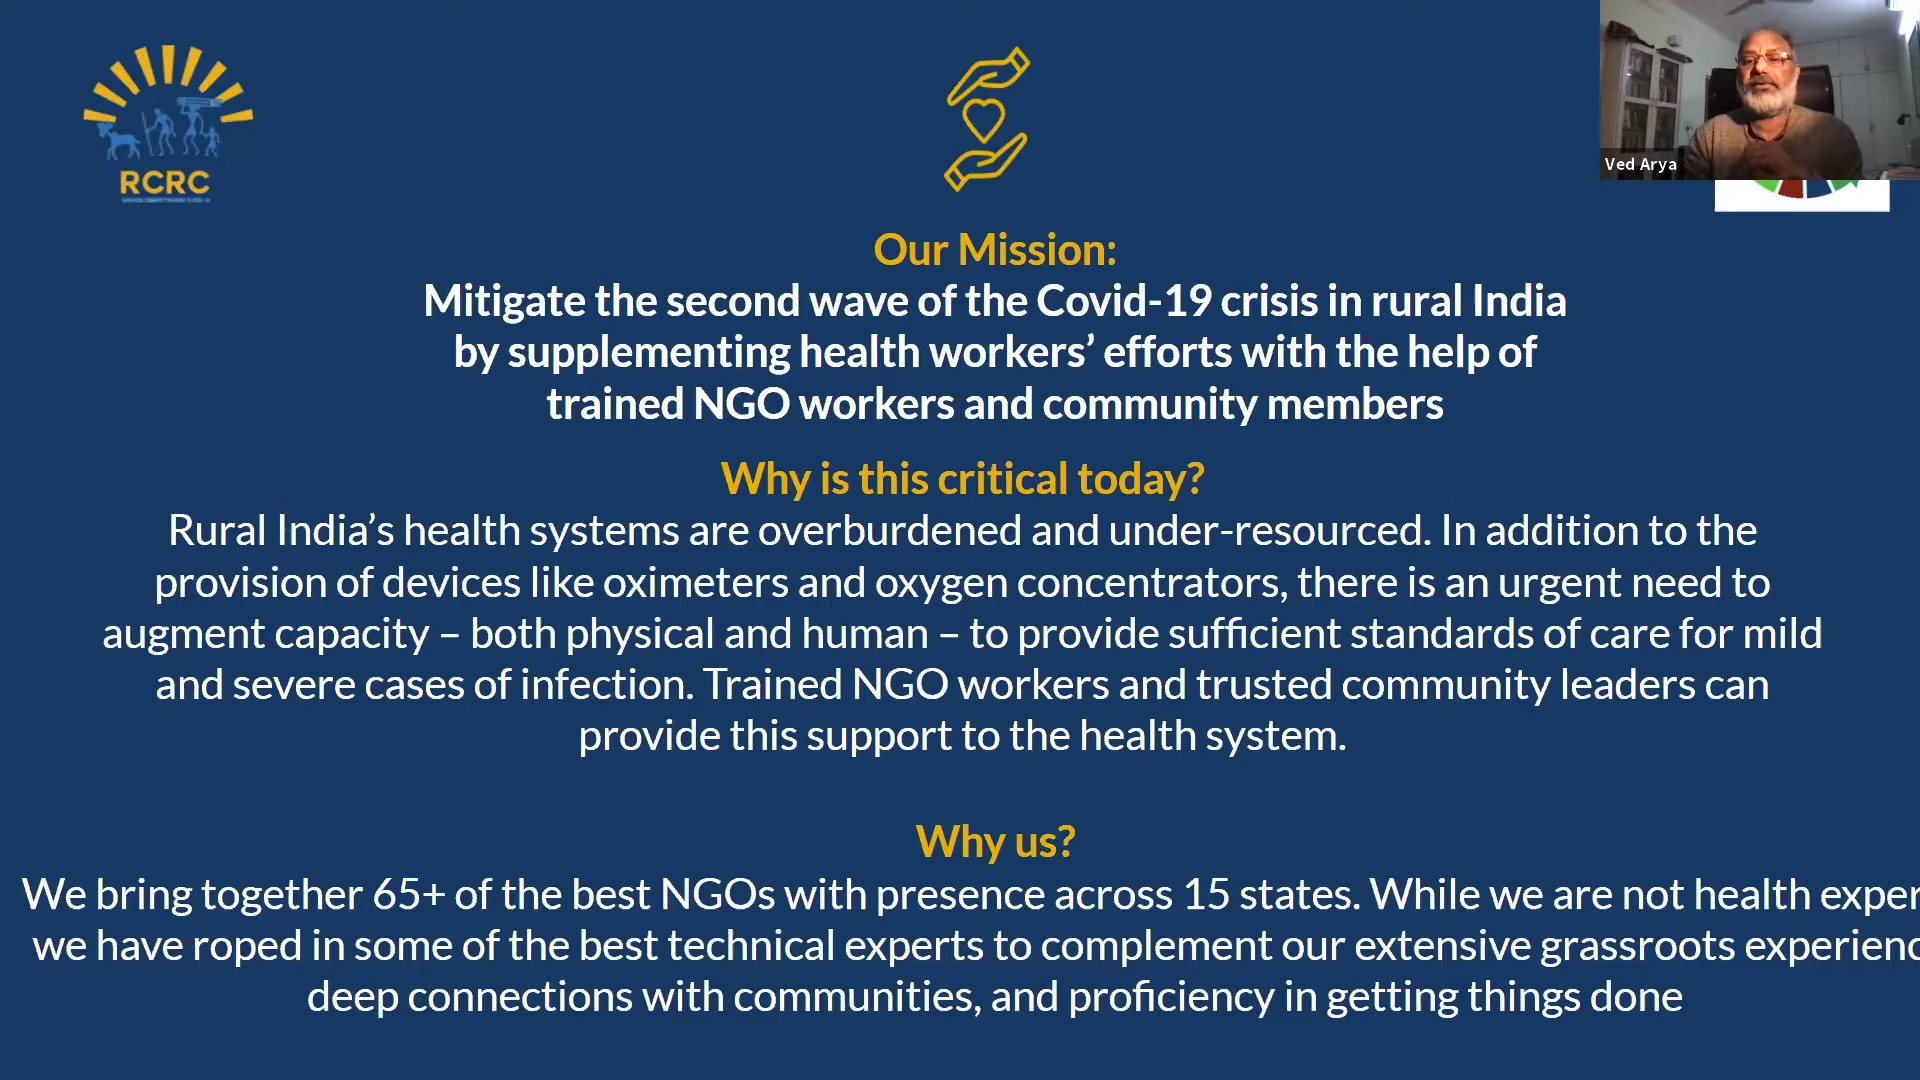 RCRC
Ved Arya
Our Mission:
Mitigate the second wave of the Covid-19 crisis in rural India
by supplementing health workers’ efforts with the help of
trained NGO workers and community members
Why is this critical today?
Rural India’s health systems are overburdened and under-resourced. In addition to the
provision of devices like oximeters and oxygen concentrators, there is an urgent need to
augment capacity – both physical and human – to provide sufficient standards of care for mild
and severe cases of infection. Trained NGO workers and trusted community leaders can
provide this support to the health system.
Why us?
We bring together 65+ of the best NGOs with presence across 15 states. While we are not health exper
we have roped in some of the best technical experts to complement our extensive grassroots experienc
deep connections with communities, and proficiency in getting things done